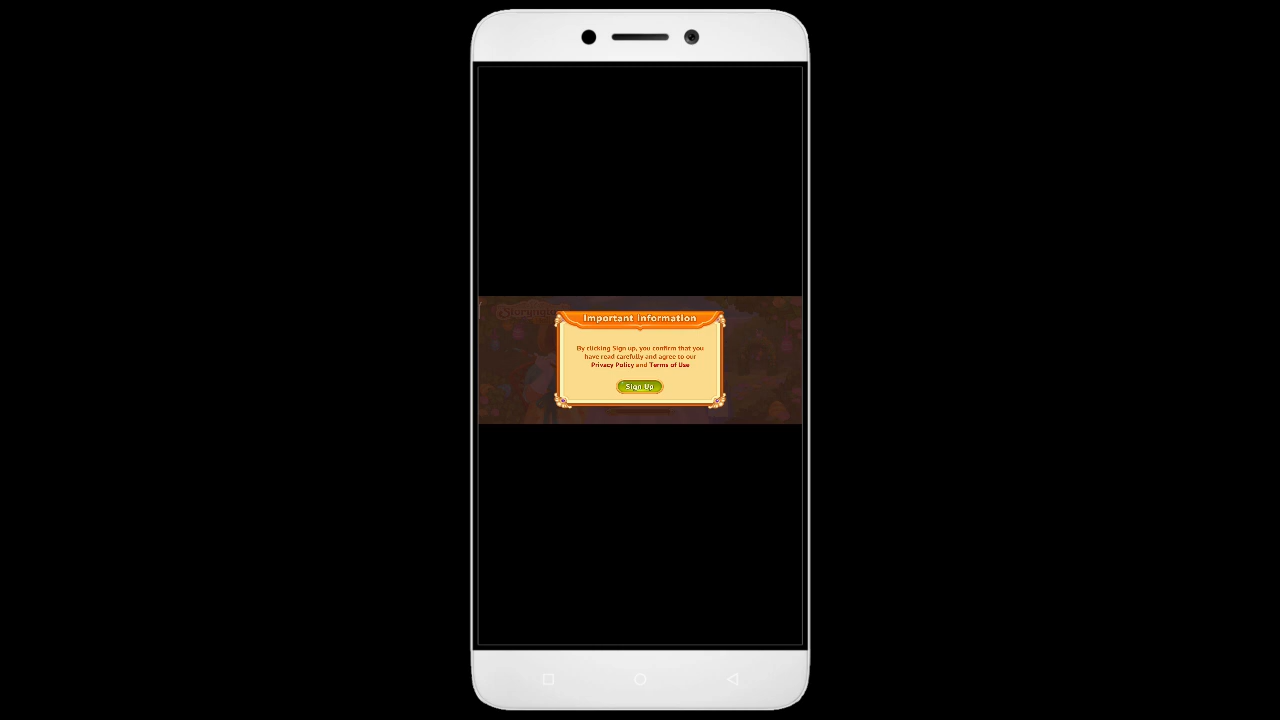 Important Information
By clicking Sign up, you confirm that you
have read carefully and agree to our
Privacy Policy and Terms of Use
Sign Up